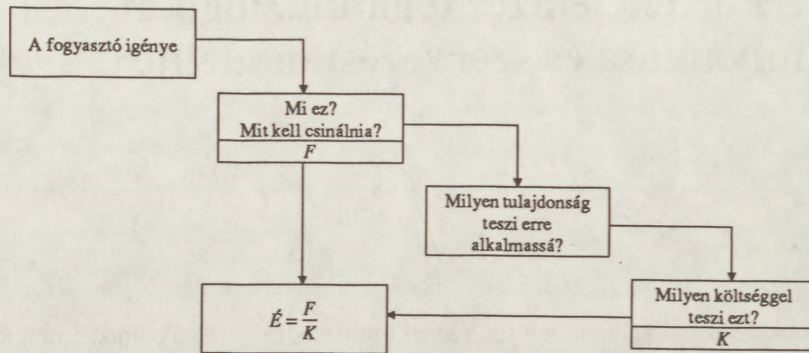 A fogyasztó igénye
Mi ez?
Mit kell csinálnia?
F
Milyen tulajdonság
teszi erre
alkalmassá?
Milyen költséggel
teszi ezt?
K
É = F/K